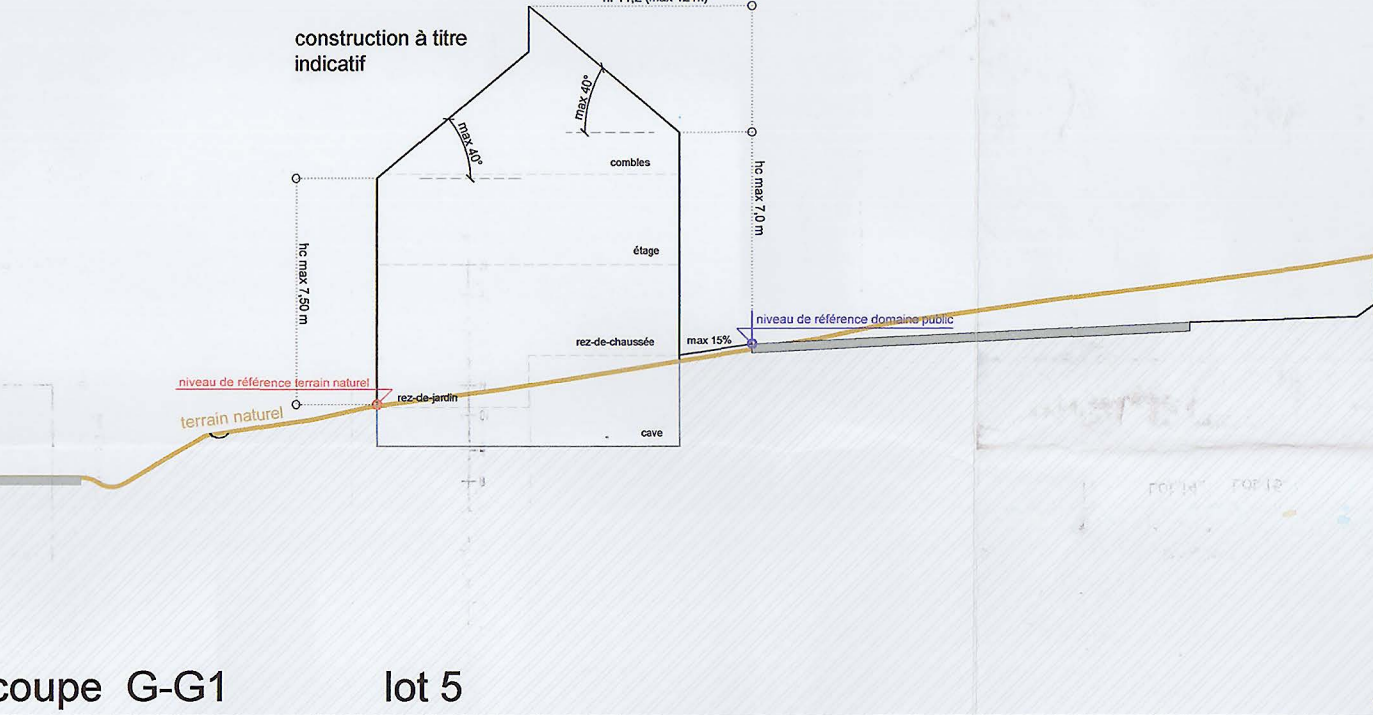 construction à titre
indicatif
max 40°
max 40°
combles
hc max 7,0 m
étage
hc max 7,50 m
niveau de référence domaine public
rez-de-chaussée
max 15%
niveau de référence terrain naturel
rez-de-jardin
terrain naturel
cave
coupe G-G1
lot 5